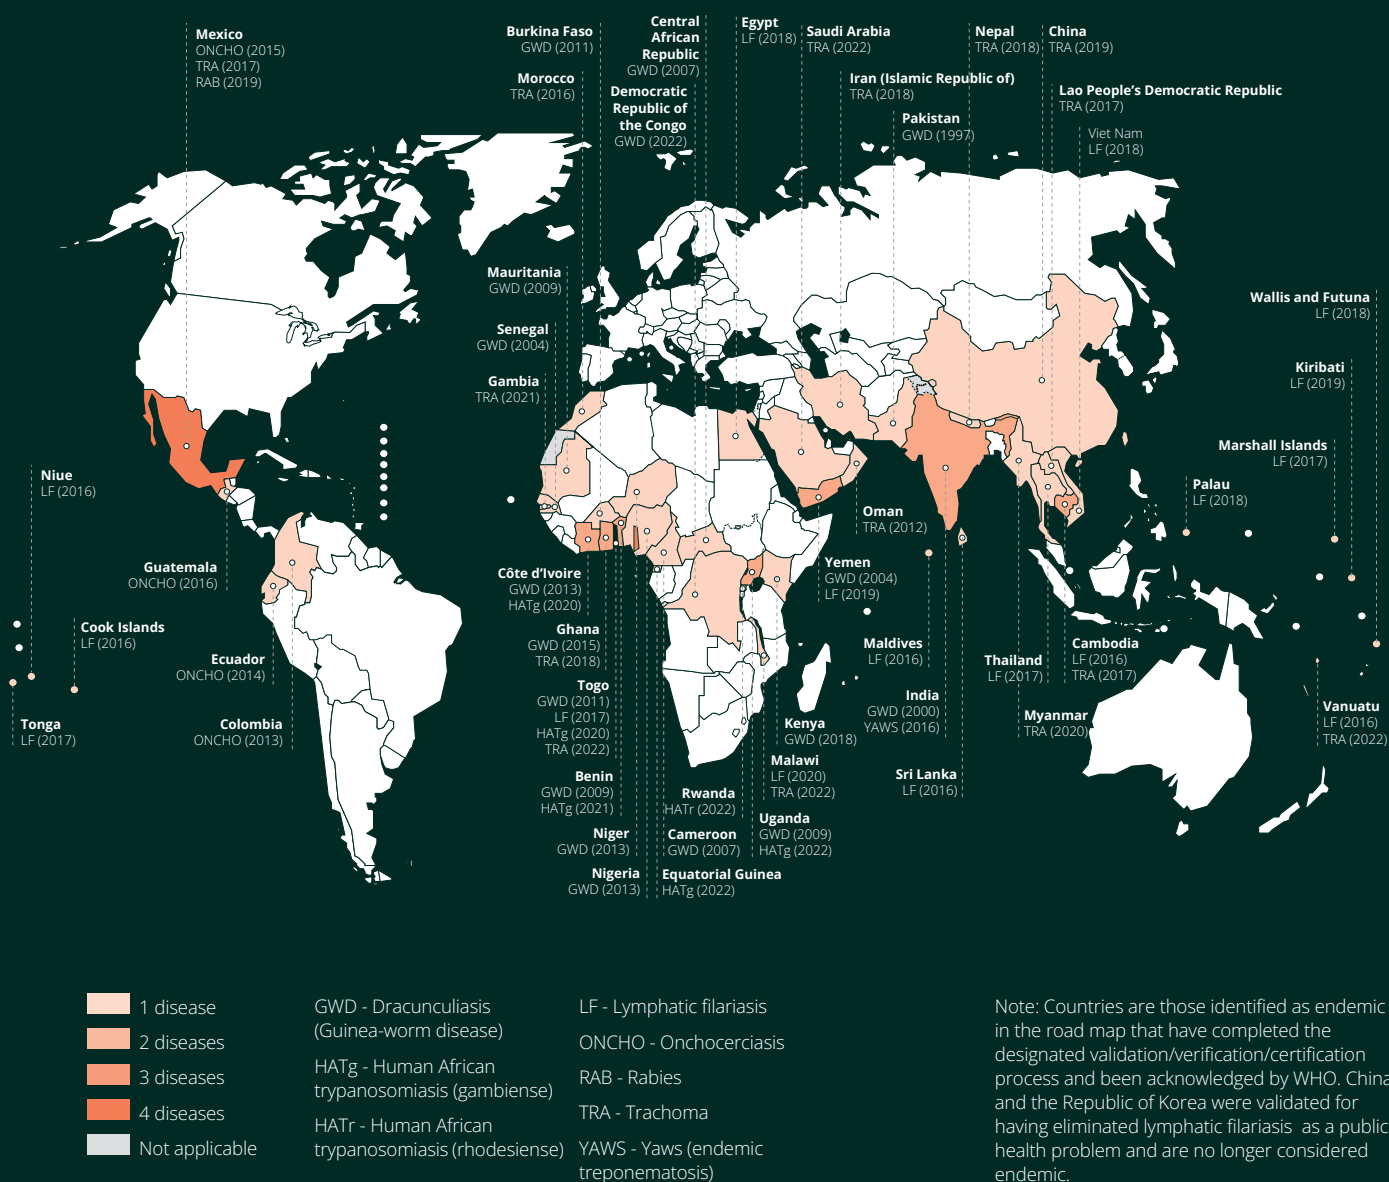 Mexico
ONCHO (2015)
TRA (2017)
RAB (2019)
Burkina Faso
GWD (2011)
Morocco
TRA (2016)
Central
African
Republic
GWD (2007)
Democratic
Republic of
the Congo
GWD (2022)
Egypt
LF (2018)
Saudi Arabia
TRA (2022)
Iran (Islamic Republic of)
TRA (2018)
Pakistan
GWD (1997)
Nepal
TRA (2018)
China
TRA (2019)
Lao People's Democratic Republic
TRA (2017)
Viet Nam
LF (2018)
Mauritania
GWD (2009)
Senegal
GWD (2004)
Gambia
TRA (2021)
Wallis and Futuna
LF (2018)
Kiribati
LF (2019)
Marshall Islands
LF (2017)
Palau
LF (2018)
Niue
LF (2016)
Guatemala
ONCHO (2016)
Cook Islands
LF (2016)
Ecuador
ONCHO (2014)
Tonga
LF (2017)
Colombia
ONCHO (2013)
Côte d'Ivoire
GWD (2013)
HATg (2020)
Ghana
GWD (2015)
TRA (2018)
Togo
GWD (2011)
LF (2017)
HATg (2020)
TRA (2022)
Benin
GWD (2009)
HATg (2021)
Niger
GWD (2013)
Nigeria
GWD (2013)
Rwanda
HATr (2022)
Cameroon
GWD (2007)
Equatorial Guinea
HATg (2022)
Uganda
GWD (2009)
HATg (2022)
Malawi
LF (2020)
TRA (2022)
Kenya
GWD (2018)
Oman
TRA (2012)
Yemen
GWD (2004)
LF (2019)
Maldives
LF (2016)
India
GWD (2000)
YAWS (2016)
Sri Lanka
LF (2016)
Thailand
LF (2017)
Myanmar
TRA (2020)
Cambodia
LF (2016)
TRA (2017)
Vanuatu
LF (2016)
TRA (2022)
1 disease
2 diseases
3 diseases
4 diseases
Not applicable
GWD - Dracunculiasis
(Guinea-worm disease)
HATg - Human African
trypanosomiasis (gambiense)
HATr - Human African
trypanosomiasis (rhodesiense)
LF - Lymphatic filariasis
ONCHO - Onchocerciasis
RAB - Rabies
TRA - Trachoma
YAWS - Yaws (endemic
treponematosis)
Note: Countries are those identified as endemic
in the road map that have completed the
designated validation/verification/certification
process and been acknowledged by WHO. China
and the Republic of Korea were validated for
having eliminated lymphatic filariasis as a public
health problem and are no longer considered
endemic.